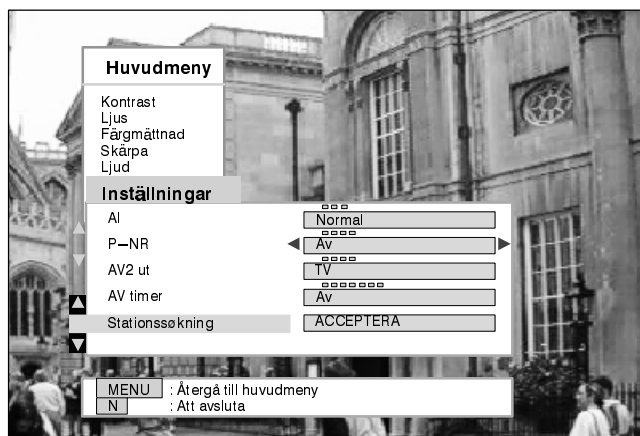 Huvudmeny
Kontrast
Ljus
Färgmättnad
Skärpa
Ljud
Inställningar
AI Normal
P–NR Av
AV2 ut TV
AV timer Av
Stationssøkning ACCEPTERA
MENU : Återgå till huvudmeny
N : Att avsluta